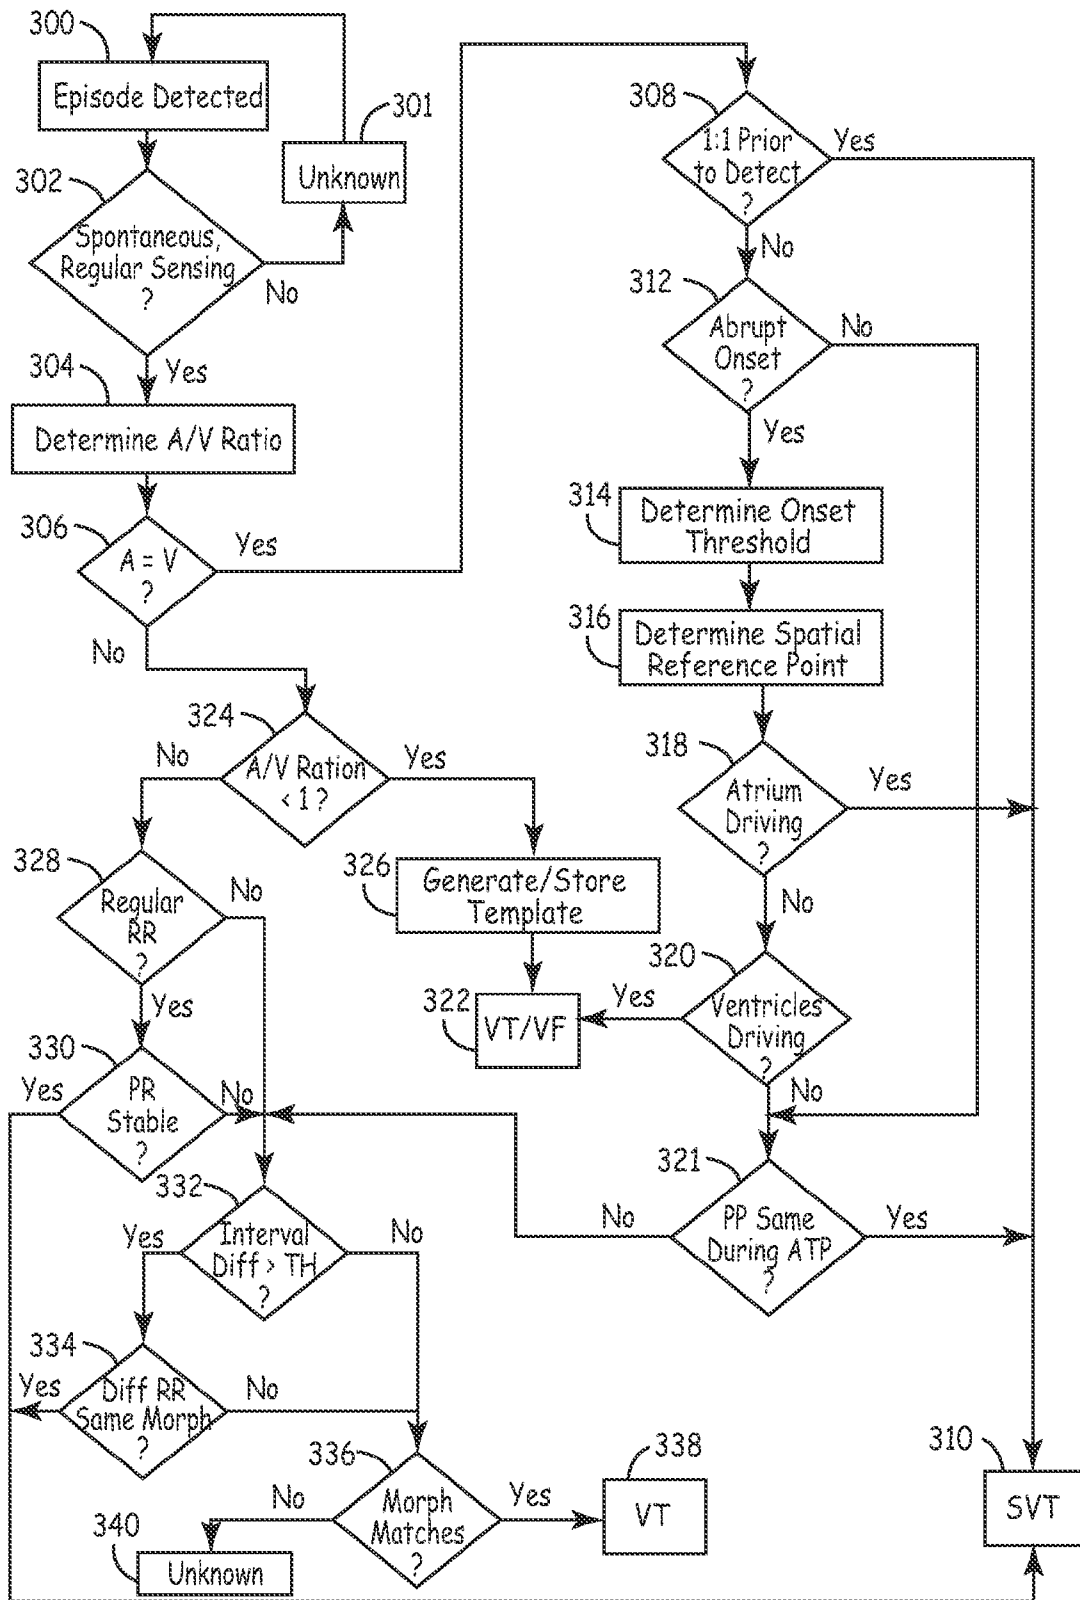 300
Episode Detected
301
Unknown
302
Spontaneous,
Regular Sensing
?
No
Yes
304
Determine A/V Ratio
306
A = V
?
Yes
No
308
1:1 Prior
to Detect
?
Yes
No
312
Abrupt
Onset
?
No
Yes
314
Determine Onset
Threshold
316
Determine Spatial
Reference Point
318
Atrium
Driving
?
Yes
No
320
Ventricles
Driving
?
Yes
No
321
PP Same
During ATP
?
No
Yes
324
A/V Ration
< 1 ?
No
Yes
326
Generate/Store
Template
322
VT/VF
328
Regular
RR
?
No
Yes
330
PR
Stable
?
Yes
No
332
Interval
Diff > TH
?
Yes
No
334
Diff RR
Same Morph
?
Yes
No
336
Morph
Matches
?
No
Yes
338
VT
340
Unknown
310
SVT